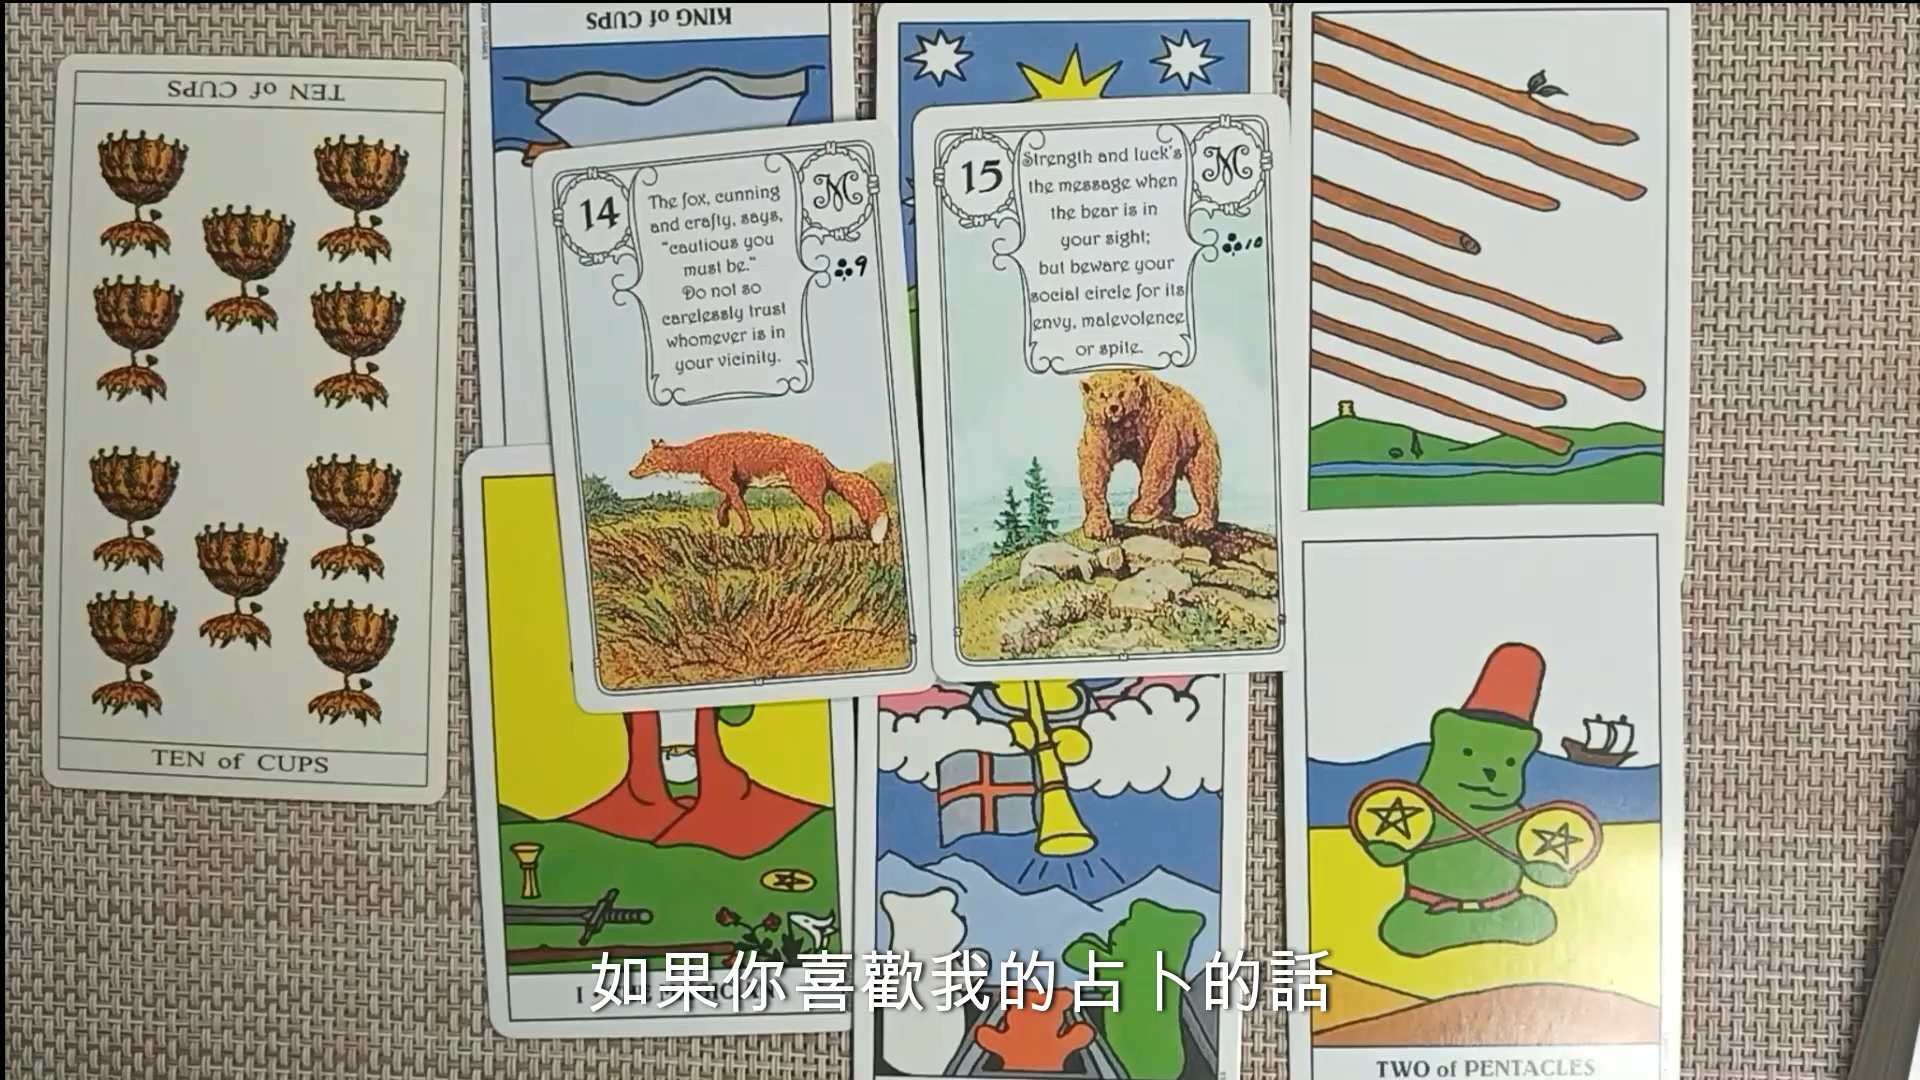 KING of CUPS
TEN of CUPS
14
The fox, cunning
and crafty, says,
"cautious you
must be."
Do not so
carelessly trust
whomever is in
your vicinity.
M
9
15
Strength and luck's
the message when
the bear is in
your sight;
but beware your
social circle for its
envy, malevolence
or spite.
M
10
TEN of CUPS
I
如果你喜歡我的占卜的話
TWO of PENTACLES